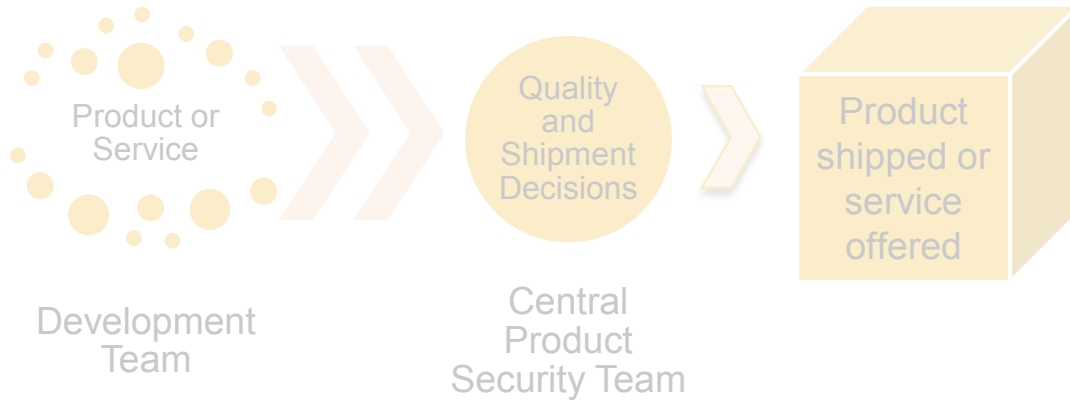 Product or
Service
Quality
and
Shipment
Decisions
Product
shipped or
service
offered
Development
Team
Central
Product
Security Team